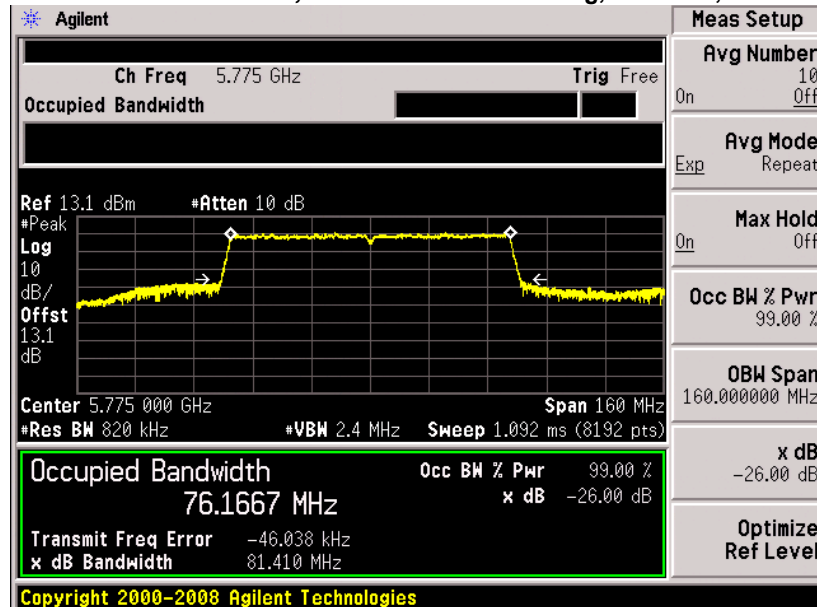 Agilent
Meas Setup
Ch Freq 5.775 GHz Trig Free
Occupied Bandwidth
Avg Number
10
On Off
Avg Mode
Exp Repeat
Max Hold
On Off
Occ BW % Pwr
99.00 %
OBW Span
160.000000 MHz
x dB
-26.00 dB
Optimize
Ref Level
Ref 13.1 dBm #Atten 10 dB
#Peak
Log
10
dB/
Offst
13.1
dB
Center 5.775 000 GHz Span 160 MHz
#Res BW 820 kHz #VBW 2.4 MHz Sweep 1.092 ms (8192 pts)
Occupied Bandwidth
76.1667 MHz
Occ BW % Pwr 99.00 %
x dB -26.00 dB
Transmit Freq Error -46.038 kHz
x dB Bandwidth 81.410 MHz
Copyright 2000-2008 Agilent Technologies